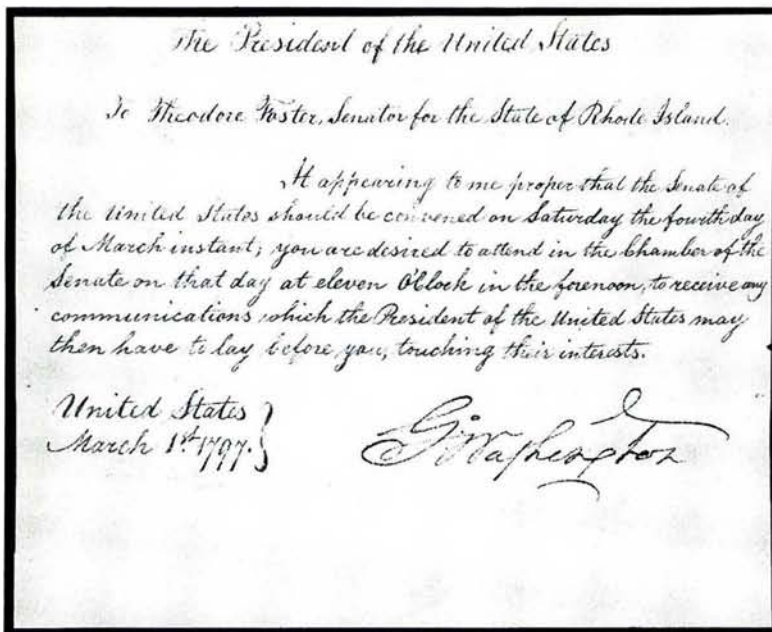 The President of the United States
To Theodore Foster, Senator for the State of Rhode Island.
It appearing to me proper that the Senate of
the United States should be convened on Saturday the fourth day
of March instant; you are desired to attend in the Chamber of the
Senate on that day at eleven O'Clock in the forenoon, to receive any
communications which the President of the United States may
then have to lay before you, touching their interests.
United States
March 1st. 1797.
G. Washington